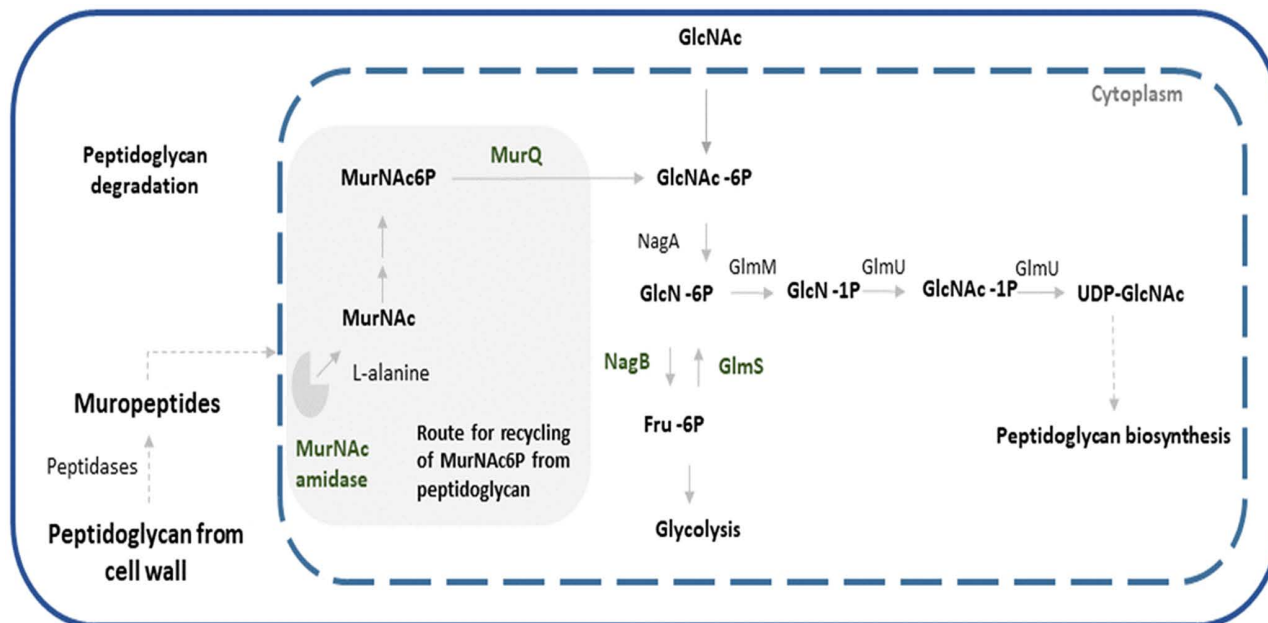 GlcNAc
Cytoplasm
Peptidoglycan
degradation
MurQ
MurNAc6P
GlcNAc -6P
NagA
GlmM
GlmU
GlmU
GlcN -6P
GlcN -1P
GlcNAc -1P
UDP-GlcNAc
MurNAc
L-alanine
NagB
GlmS
Muropeptides
Fru -6P
Peptidases
MurNAc
amidase
Route for recycling
of MurNAc6P from
peptidoglycan
Peptidoglycan biosynthesis
Peptidoglycan from
cell wall
Glycolysis